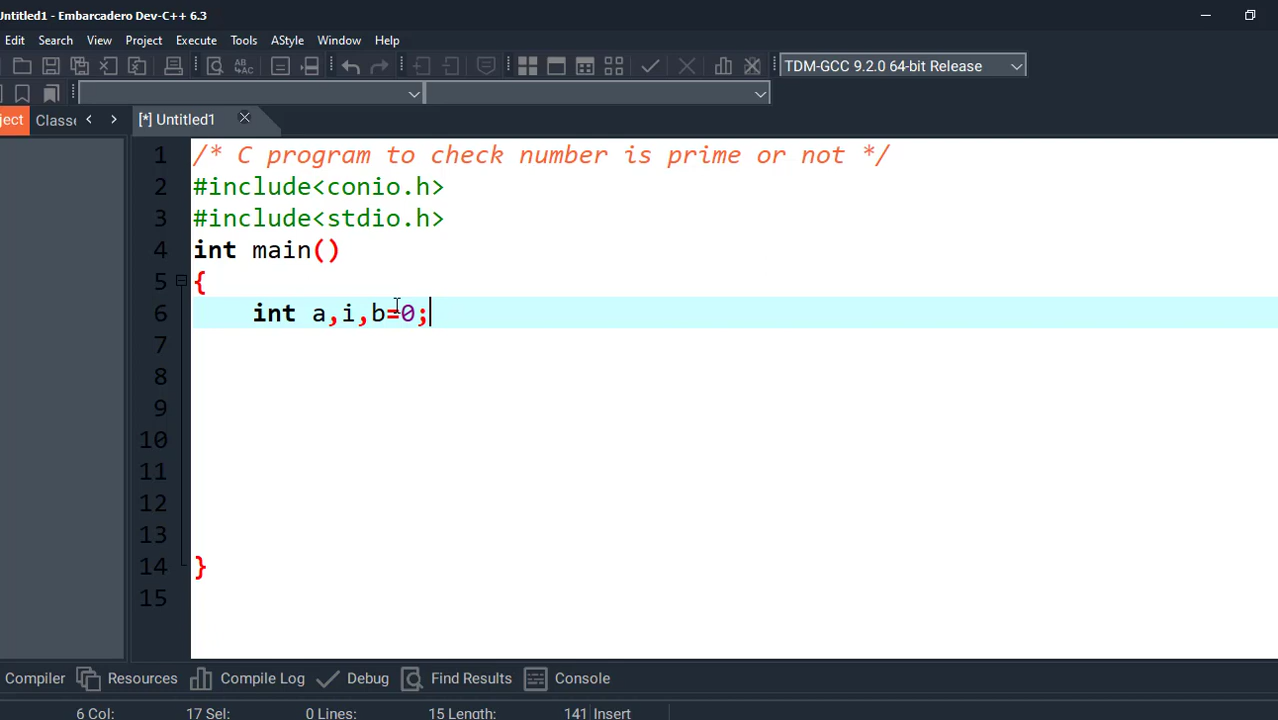 Untitled1 - Embarcadero Dev-C++ 6.3
Edit Search View Project Execute Tools AStyle Window Help
TDM-GCC 9.2.0 64-bit Release
ject Classe [*] Untitled1
1 /* C program to check number is prime or not */
2 #include<conio.h>
3 #include<stdio.h>
4 int main()
5 {
6 int a,i,b=0;
7
8
9
10
11
12
13
14 }
15
Compiler Resources Compile Log Debug Find Results Console
6 Col: 17 Sel: 0 Lines: 15 Length: 141 Insert